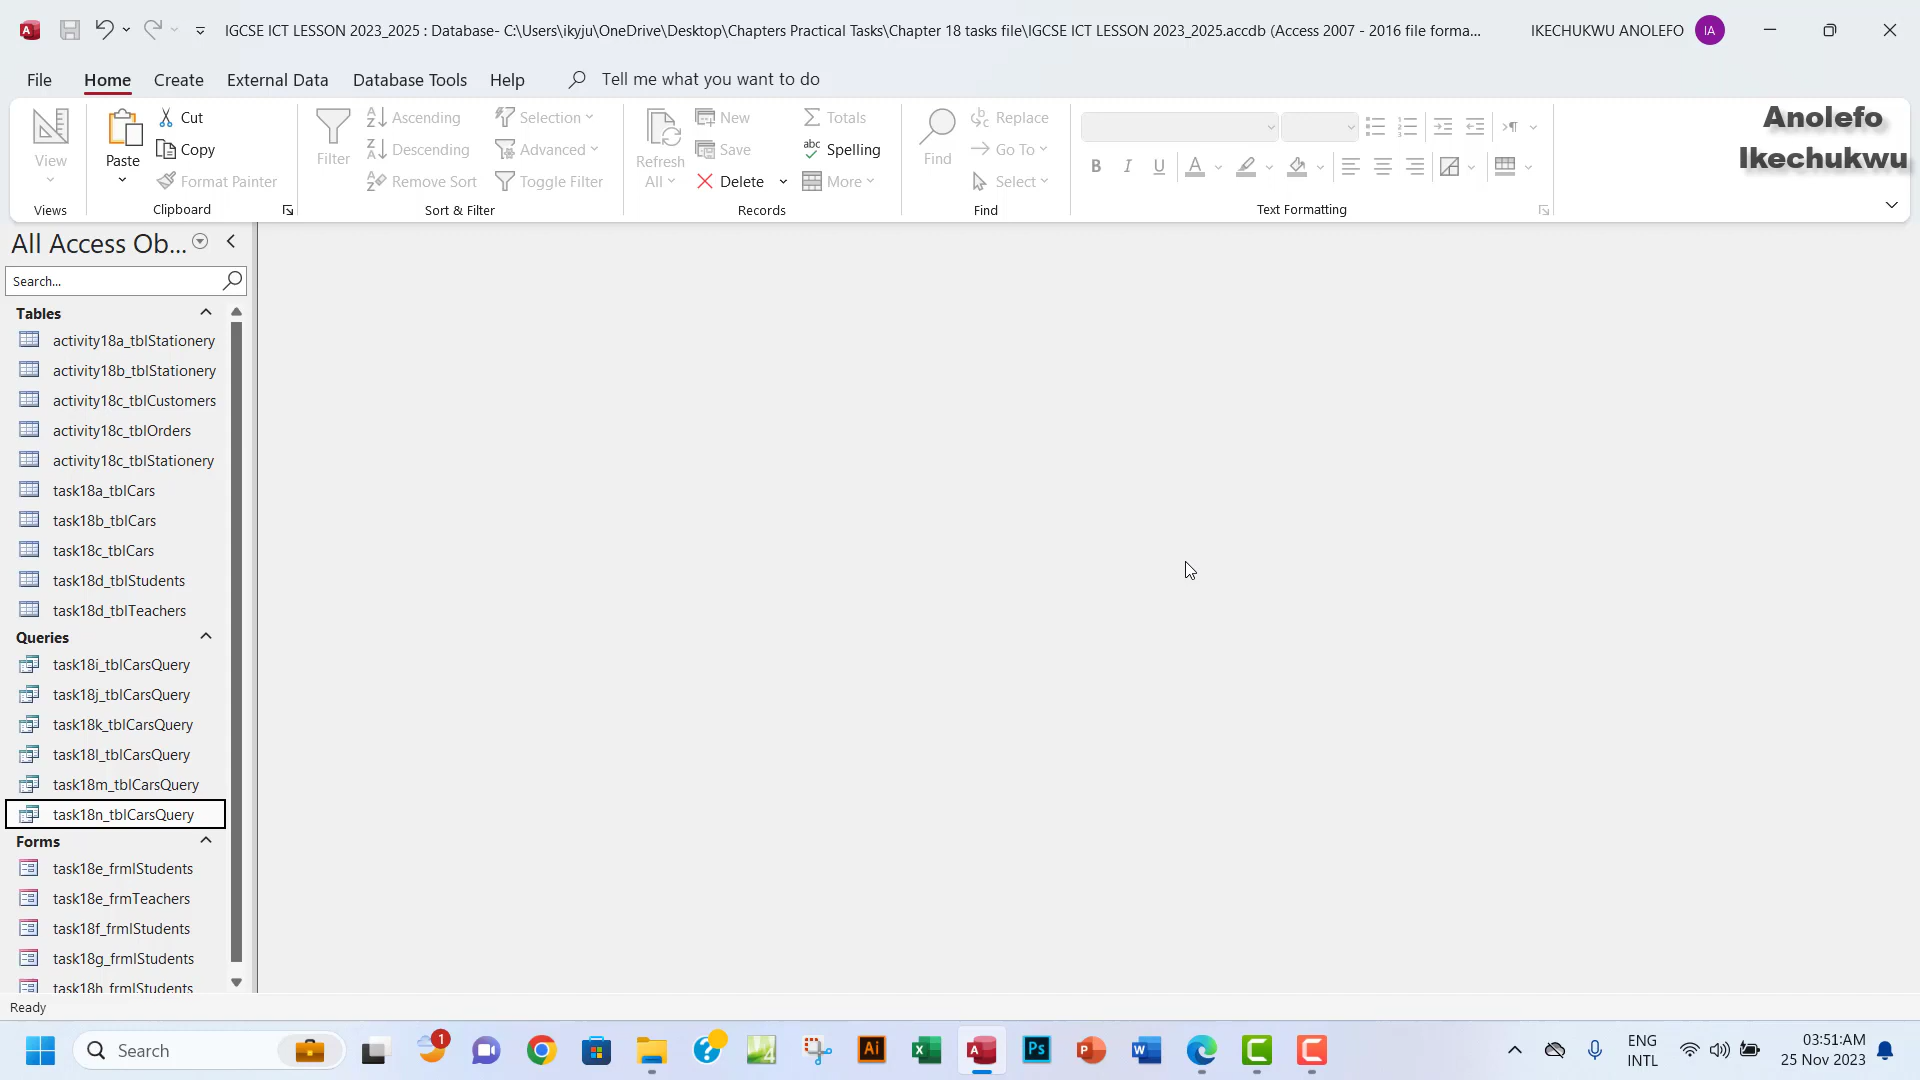 IGCSE ICT LESSON 2023_2025 : Database- C:\Users\ikyju\OneDrive\Desktop\Chapters Practical Tasks\Chapter 18 tasks file\IGCSE ICT LESSON 2023_2025.accdb (Access 2007 - 2016 file forma...
IKECHUKWU ANOLEFO IA
File Home Create External Data Database Tools Help Tell me what you want to do
View
Views
Paste
Cut
Copy
Format Painter
Clipboard
Filter
Ascending
Descending
Remove Sort
Selection
Advanced
Toggle Filter
Sort & Filter
Refresh
All
New
Save
Delete
Totals
Spelling
More
Records
Find
Replace
Go To
Select
Find
Text Formatting
Anolefo
Ikechukwu
All Access Ob...
Search...
Tables
activity18a_tblStationery
activity18b_tblStationery
activity18c_tblCustomers
activity18c_tblOrders
activity18c_tblStationery
task18a_tblCars
task18b_tblCars
task18c_tblCars
task18d_tblStudents
task18d_tblTeachers
Queries
task18i_tblCarsQuery
task18j_tblCarsQuery
task18k_tblCarsQuery
task18l_tblCarsQuery
task18m_tblCarsQuery
task18n_tblCarsQuery
Forms
task18e_frmlStudents
task18e_frmTeachers
task18f_frmlStudents
task18g_frmlStudents
task18h_frmlStudents
Ready
Search
1
ENG
INTL
03:51:AM
25 Nov 2023